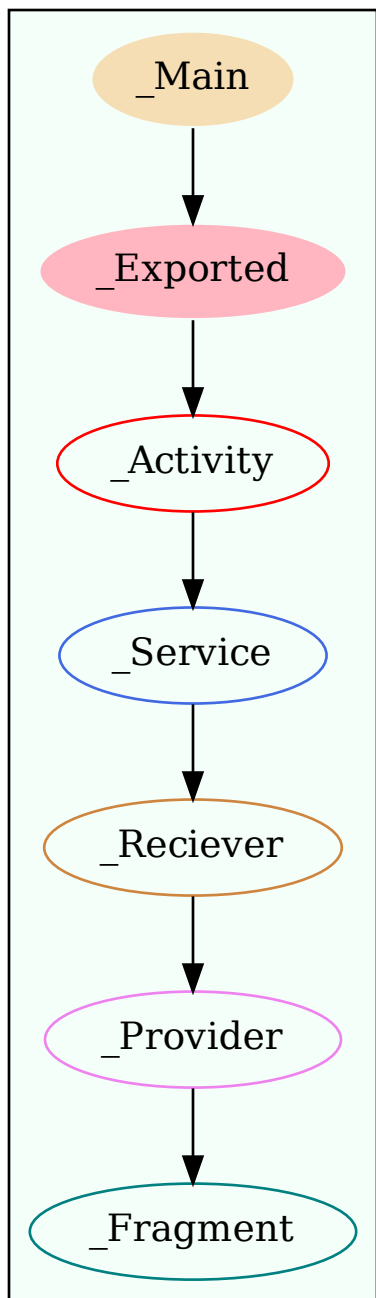 _Main
_Exported
_Activity
_Service
_Reciever
_Provider
_Fragment